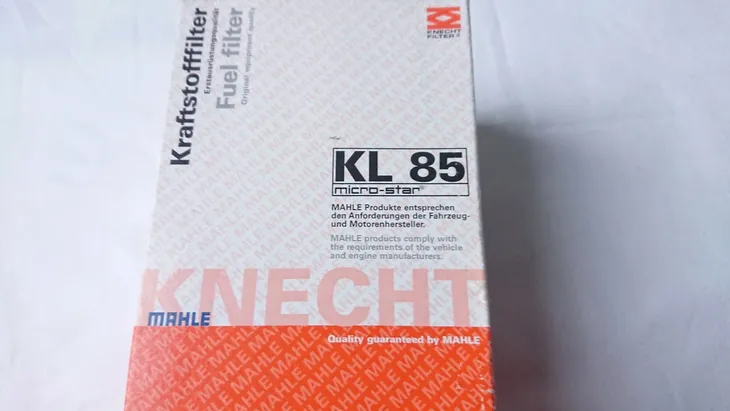 Kraftstofffilter
Erstausrüstungsqualität
Fuel filter
Original equipment quality
KNECHT
FILTER®
KL 85
micro-star®
MAHLE Produkte entsprechen
den Anforderungen der Fahrzeug-
und Motorenhersteller.
MAHLE products comply with
the requirements of the vehicle
and engine manufacturers.
KNECHT
MAHLE
Quality guaranteed by MAHLE